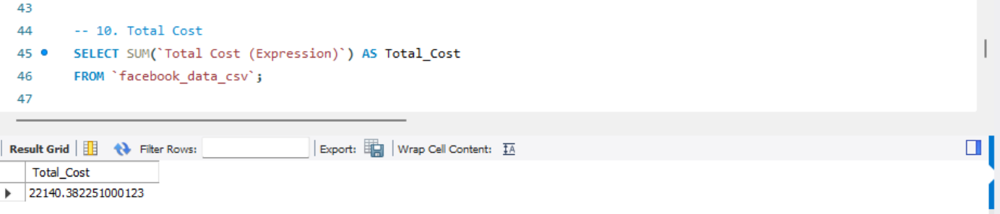 43
44 -- 10. Total Cost
45 SELECT SUM(`Total Cost (Expression)`) AS Total_Cost
46 FROM `facebook_data_csv`;
47
Result Grid Filter Rows: Export: Wrap Cell Content: IA
Total_Cost
22140.382251000123